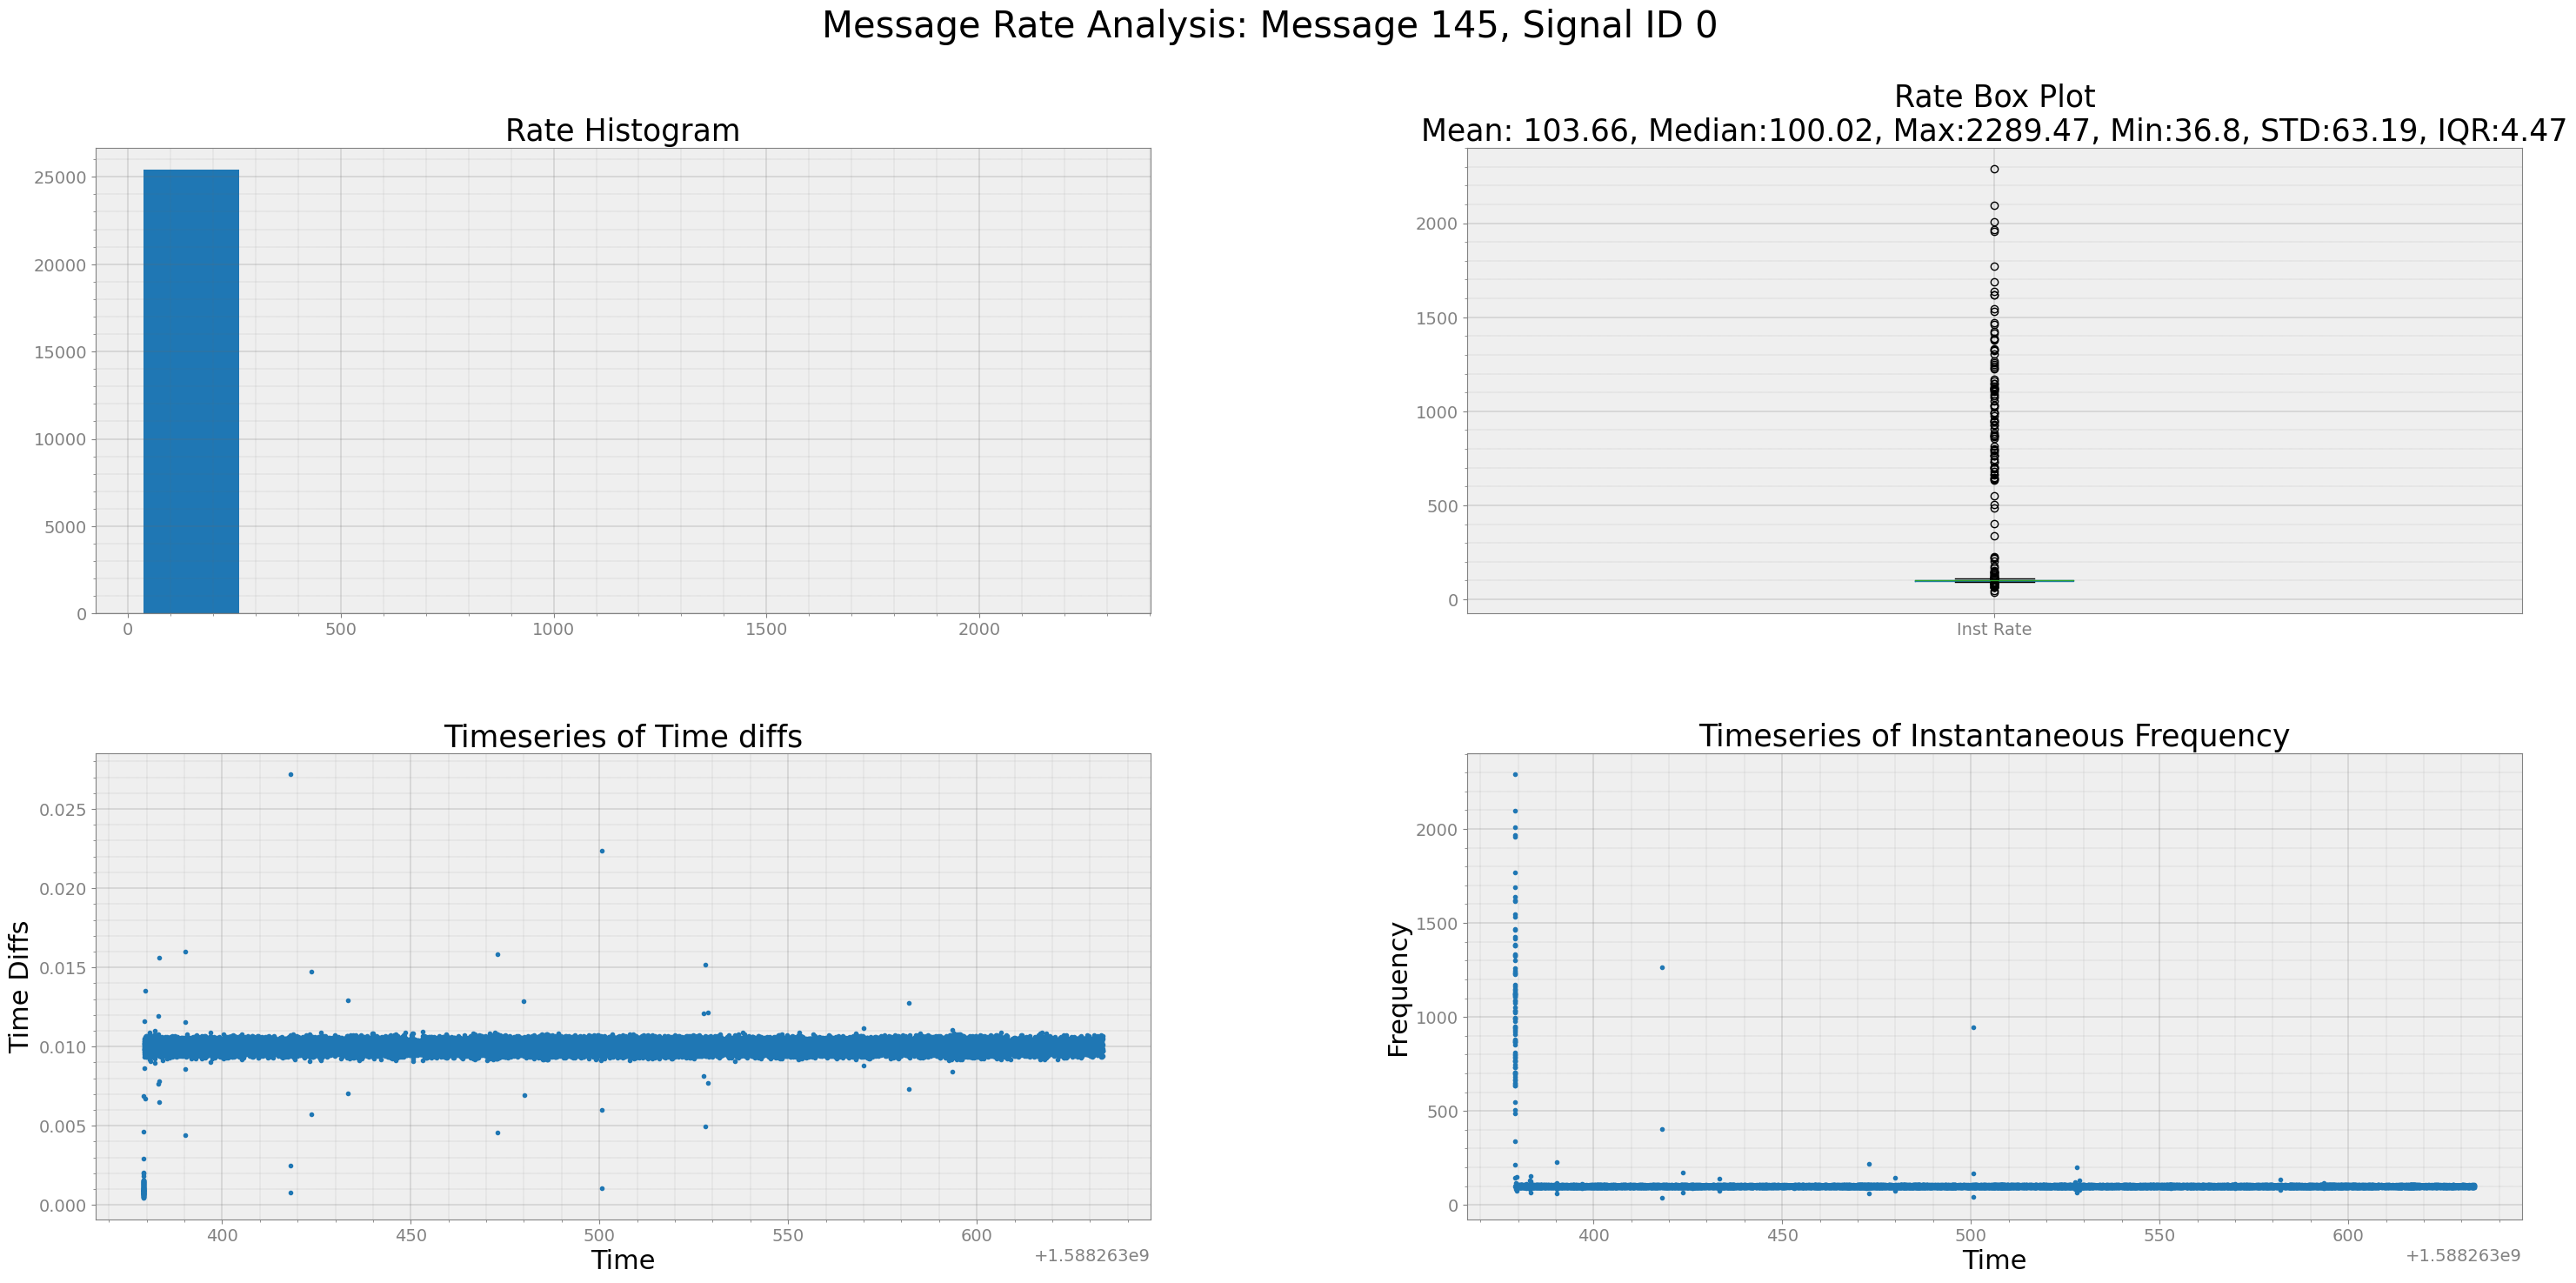 Message Rate Analysis: Message 145, Signal ID 0
Rate Histogram
25000
20000
15000
10000
5000
0
0 500 1000 1500 2000
Rate Box Plot
Mean: 103.66, Median:100.02, Max:2289.47, Min:36.8, STD:63.19, IQR:4.47
2000
1500
1000
500
0
Inst Rate
Timeseries of Time diffs
Time Diffs
0.025
0.020
0.015
0.010
0.005
0.000
400 450 500 550 600
Time
+1.588263e9
Timeseries of Instantaneous Frequency
Frequency
2000
1500
1000
500
0
400 450 500 550 600
Time
+1.588263e9